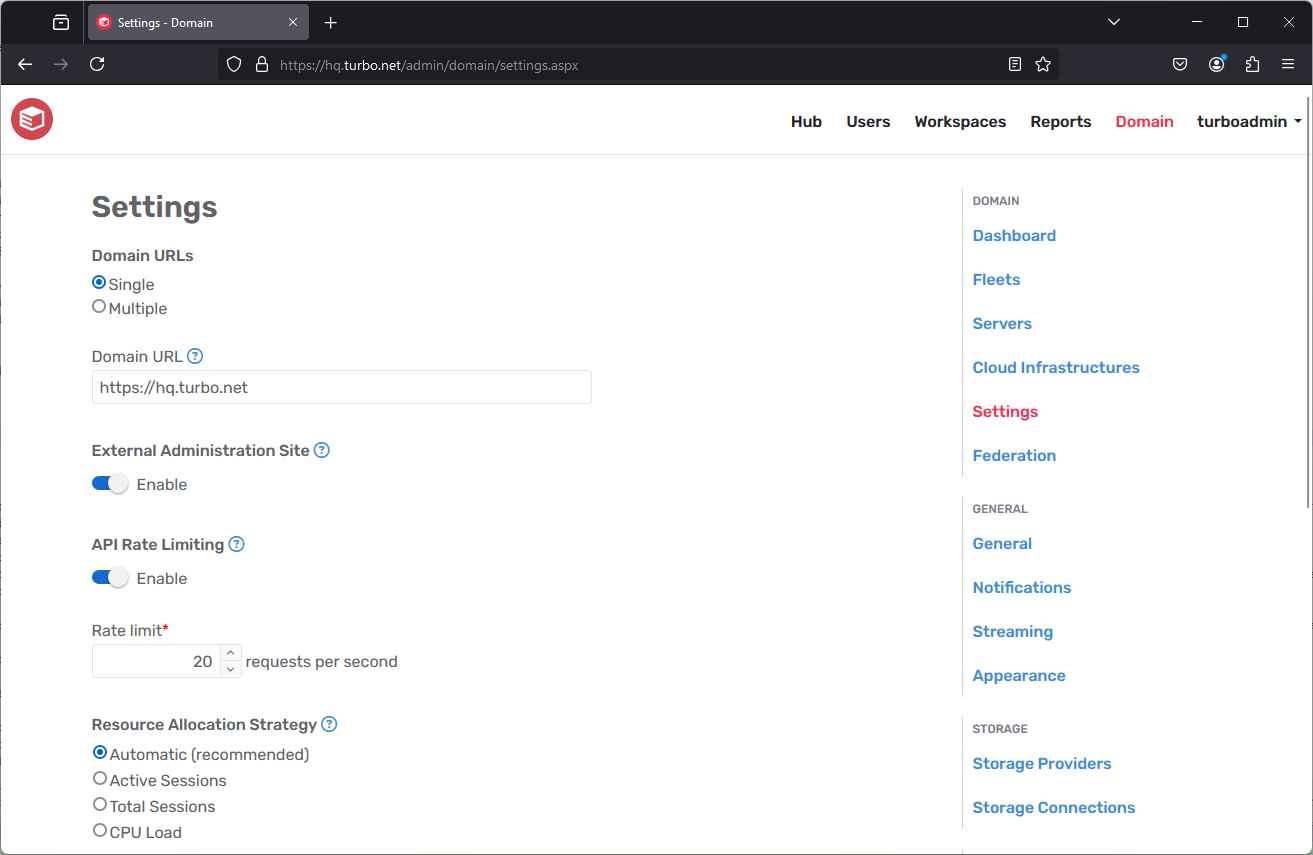 Settings - Domain
https://hq.turbo.net/admin/domain/settings.aspx
Hub Users Workspaces Reports Domain turboadmin
Settings
Domain URLs
Single
Multiple
Domain URL ?
https://hq.turbo.net
External Administration Site ?
Enable
API Rate Limiting ?
Enable
Rate limit*
20 requests per second
Resource Allocation Strategy ?
Automatic (recommended)
Active Sessions
Total Sessions
CPU Load
DOMAIN
Dashboard
Fleets
Servers
Cloud Infrastructures
Settings
Federation
GENERAL
General
Notifications
Streaming
Appearance
STORAGE
Storage Providers
Storage Connections